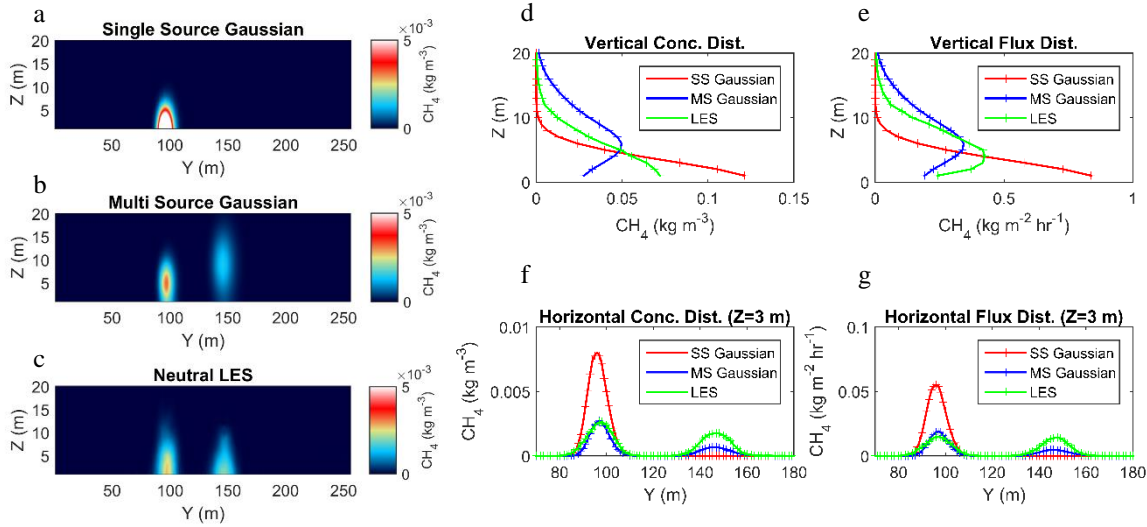 a
Single Source Gaussian
20
15
10
5
Z (m)
50 100 150 200 250
Y (m)
×10⁻³
5
0
CH₄ (kg m⁻³)
b
Multi Source Gaussian
20
15
10
5
Z (m)
50 100 150 200 250
Y (m)
×10⁻³
5
0
CH₄ (kg m⁻³)
c
Neutral LES
20
15
10
5
Z (m)
50 100 150 200 250
Y (m)
×10⁻³
5
0
CH₄ (kg m⁻³)
d
Vertical Conc. Dist.
20
10
0
Z (m)
SS Gaussian
MS Gaussian
LES
0 0.05 0.1 0.15
CH₄ (kg m⁻³)
e
Vertical Flux Dist.
20
10
0
Z (m)
SS Gaussian
MS Gaussian
LES
0 0.5 1
CH₄ (kg m⁻² hr⁻¹)
f
Horizontal Conc. Dist. (Z=3 m)
0.01
0.005
0
CH₄ (kg m⁻³)
SS Gaussian
MS Gaussian
LES
80 100 120 140 160 180
Y (m)
g
Horizontal Flux Dist. (Z=3 m)
0.1
0.05
0
CH₄ (kg m⁻² hr⁻¹)
SS Gaussian
MS Gaussian
LES
80 100 120 140 160 180
Y (m)